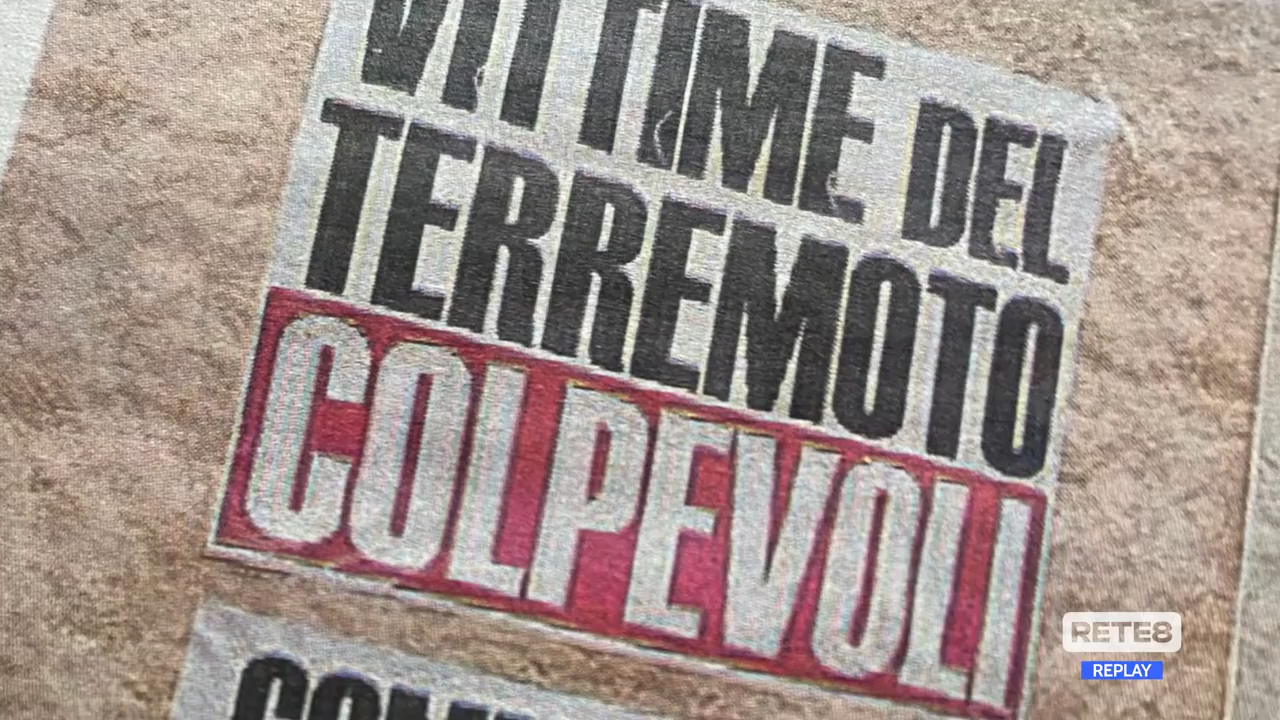 VITTIME DEL
TERREMOTO
COLPEVOLI
RETE8
REPLAY